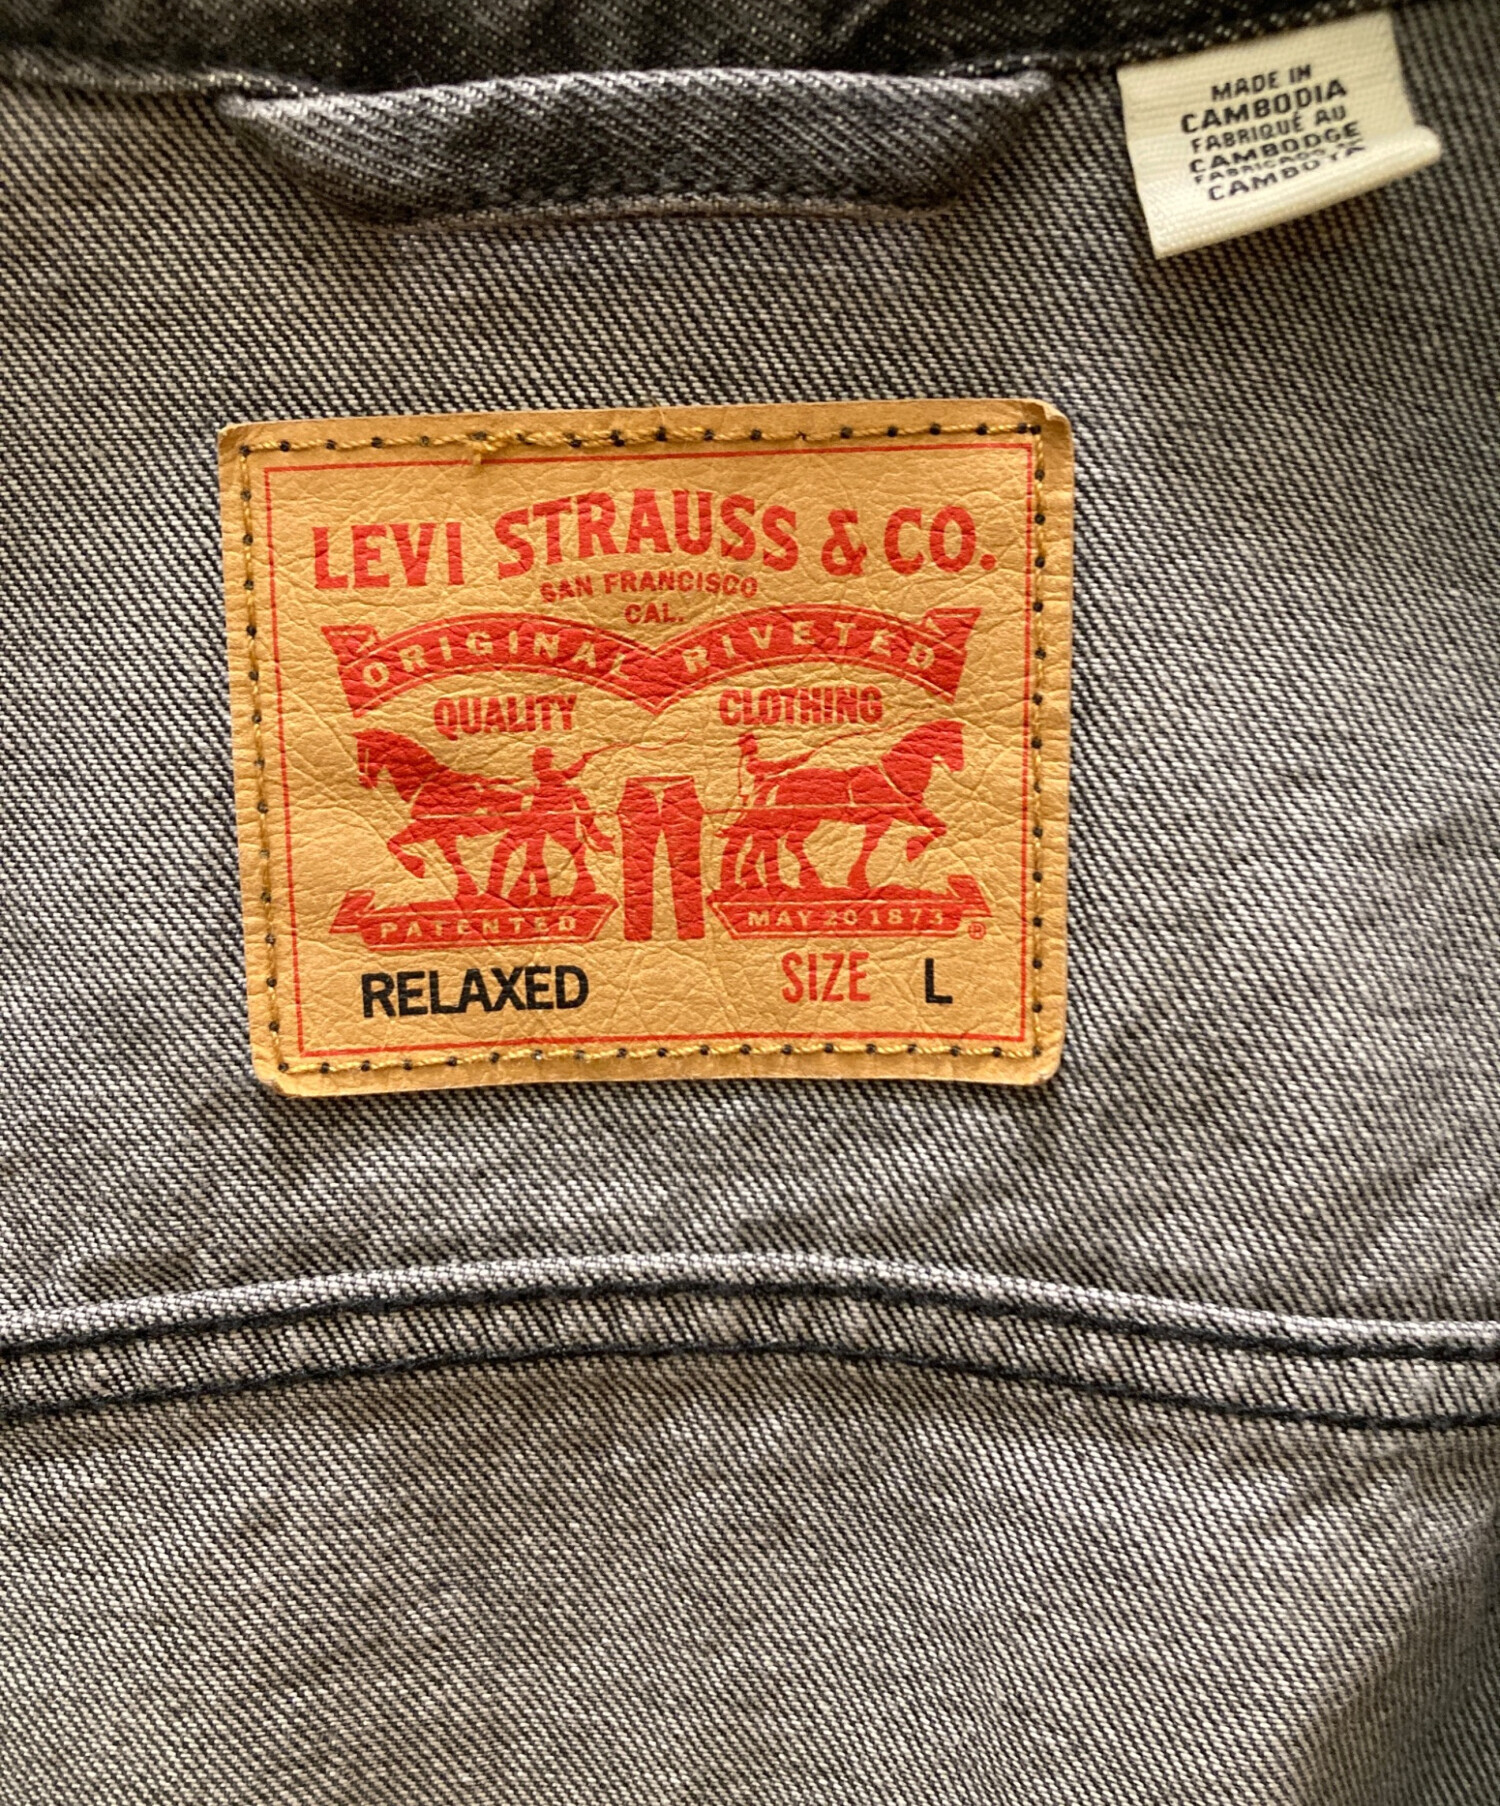 MADE IN
CAMBODIA
FABRIQUÉ AU
CAMBODGE
CAMBOYA
LEVI STRAUSS & CO.
SAN FRANCISCO
CAL.
ORIGINAL RIVETED
QUALITY CLOTHING
PATENTED MAY 20 1873 ®
RELAXED SIZE L